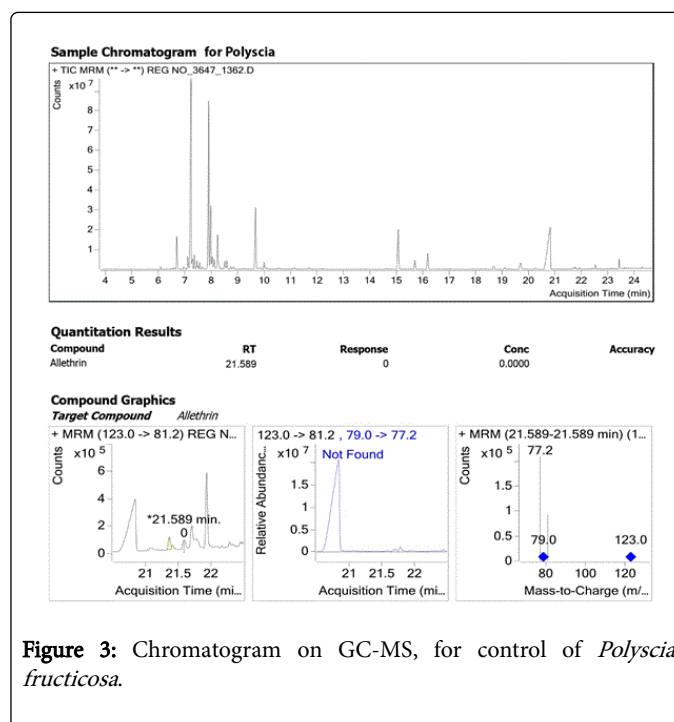 Sample Chromatogram for Polyscia
+ TIC MRM (** -> **) REG NO_3647_1362.D
Counts
x10 7
8
7
6
5
4
3
2
1
4 5 6 7 8 9 10 11 12 13 14 15 16 17 18 19 20 21 22 23 24
Acquisition Time (min)
Quantitation Results
Compound RT Response Conc Accuracy
Allethrin 21.589 0 0.0000
Compound Graphics
Target Compound Allethrin
+ MRM (123.0 -> 81.2) REG N...
Counts
x10 5
6
4
2
0
*21.589 min.
0
21 21.5 22
Acquisition Time (mi...
123.0 -> 81.2 , 79.0 -> 77.2
Relative Abundanc...
x10 7
Not Found
2
1.5
1
0.5
0
21 21.5 22
Acquisition Time (mi...
+ MRM (21.589-21.589 min) (1...
Counts
x10 5
77.2
1.5
1
0.5
0
79.0 123.0
80 100 120
Mass-to-Charge (m/...
Figure 3: Chromatogram on GC-MS, for control of Polyscia
fructicosa.